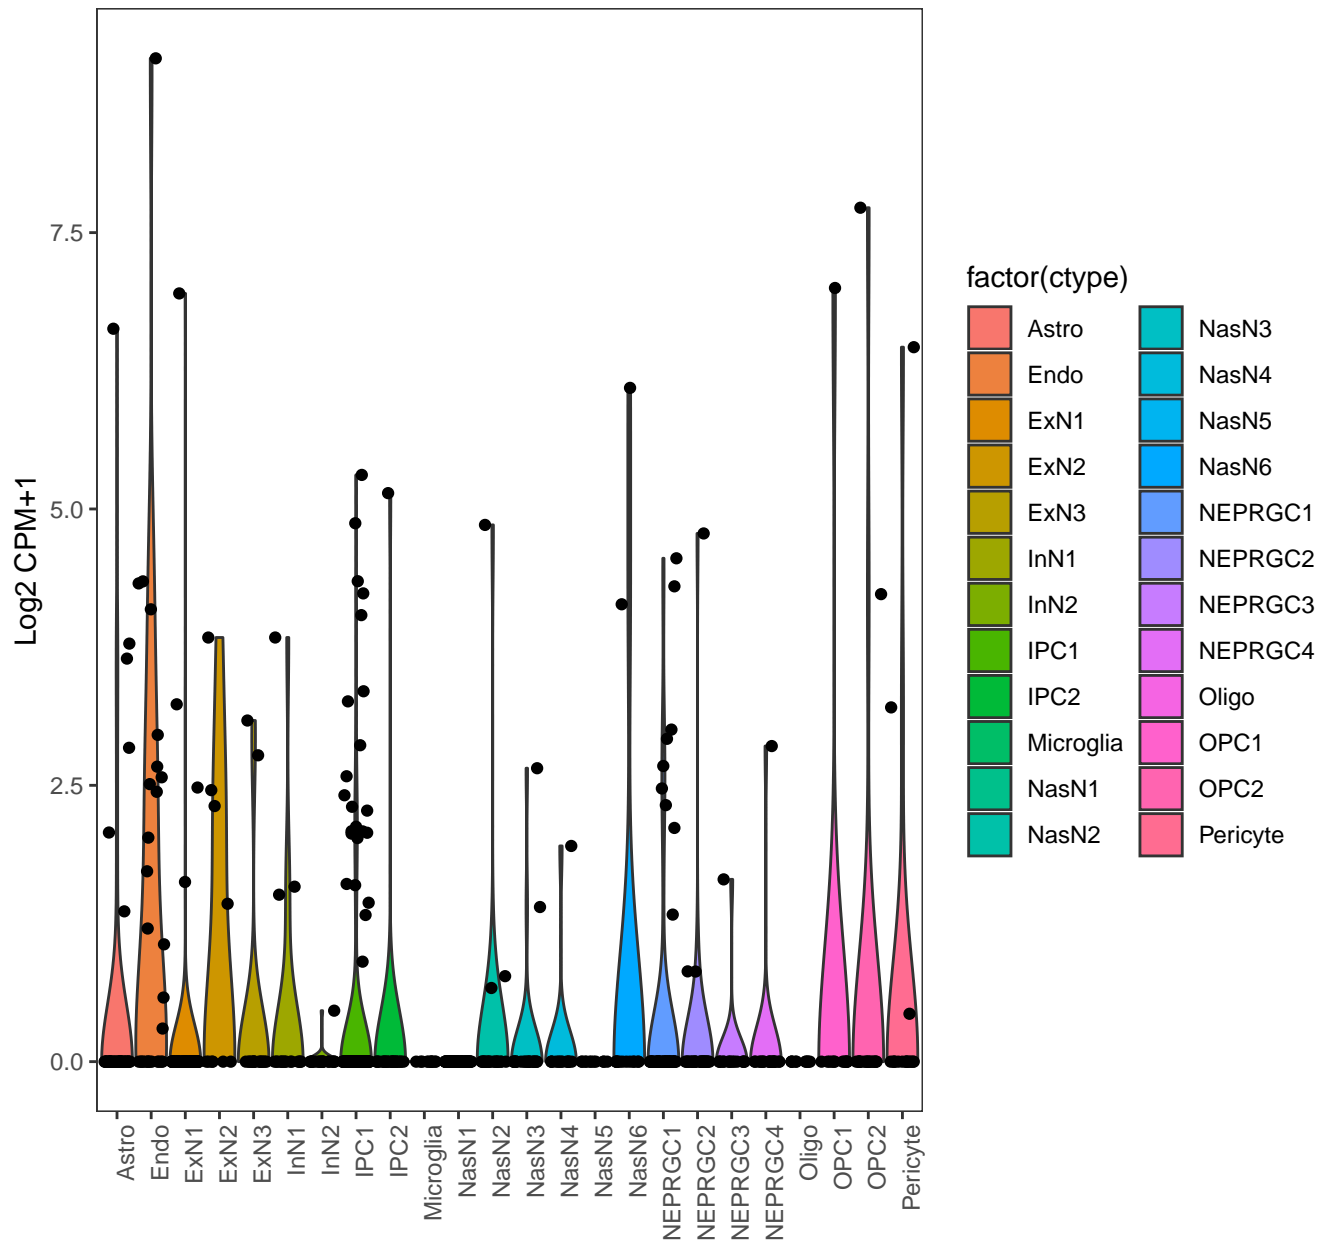 Log2 CPM+1
7.5
5.0
2.5
0.0
Astro
Endo
ExN1
ExN2
ExN3
InN1
InN2
IPC1
IPC2
Microglia
NasN1
NasN2
NasN3
NasN4
NasN5
NasN6
NEPRGC1
NEPRGC2
NEPRGC3
NEPRGC4
Oligo
OPC1
OPC2
Pericyte
factor(ctype)
Astro
Endo
ExN1
ExN2
ExN3
InN1
InN2
IPC1
IPC2
Microglia
NasN1
NasN2
NasN3
NasN4
NasN5
NasN6
NEPRGC1
NEPRGC2
NEPRGC3
NEPRGC4
Oligo
OPC1
OPC2
Pericyte